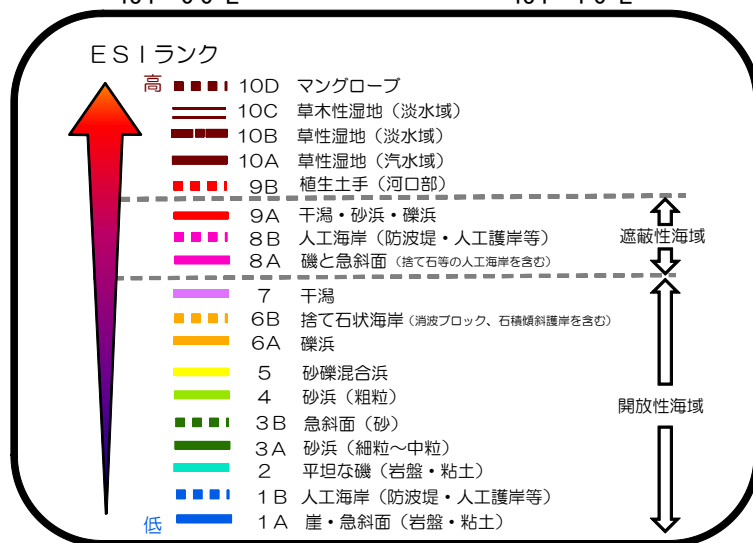 ESIランク
高 10D マングローブ
10C 草木性湿地（淡水域）
10B 草性湿地（淡水域）
10A 草性湿地（汽水域）
9B 植生土手（河口部）
9A 干潟・砂浜・礫浜
8B 人工海岸（防波堤・人工護岸等）
遮蔽性海域
8A 磯と急斜面（捨て石等の人工海岸を含む）
7 干潟
6B 捨て石状海岸（消波ブロック、石積傾斜護岸を含む）
6A 礫浜
5 砂礫混合浜
4 砂浜（粗粒）
開放性海域
3B 急斜面（砂）
3A 砂浜（細粒～中粒）
2 平坦な磯（岩盤・粘土）
1B 人工海岸（防波堤・人工護岸等）
低 1A 崖・急斜面（岩盤・粘土）